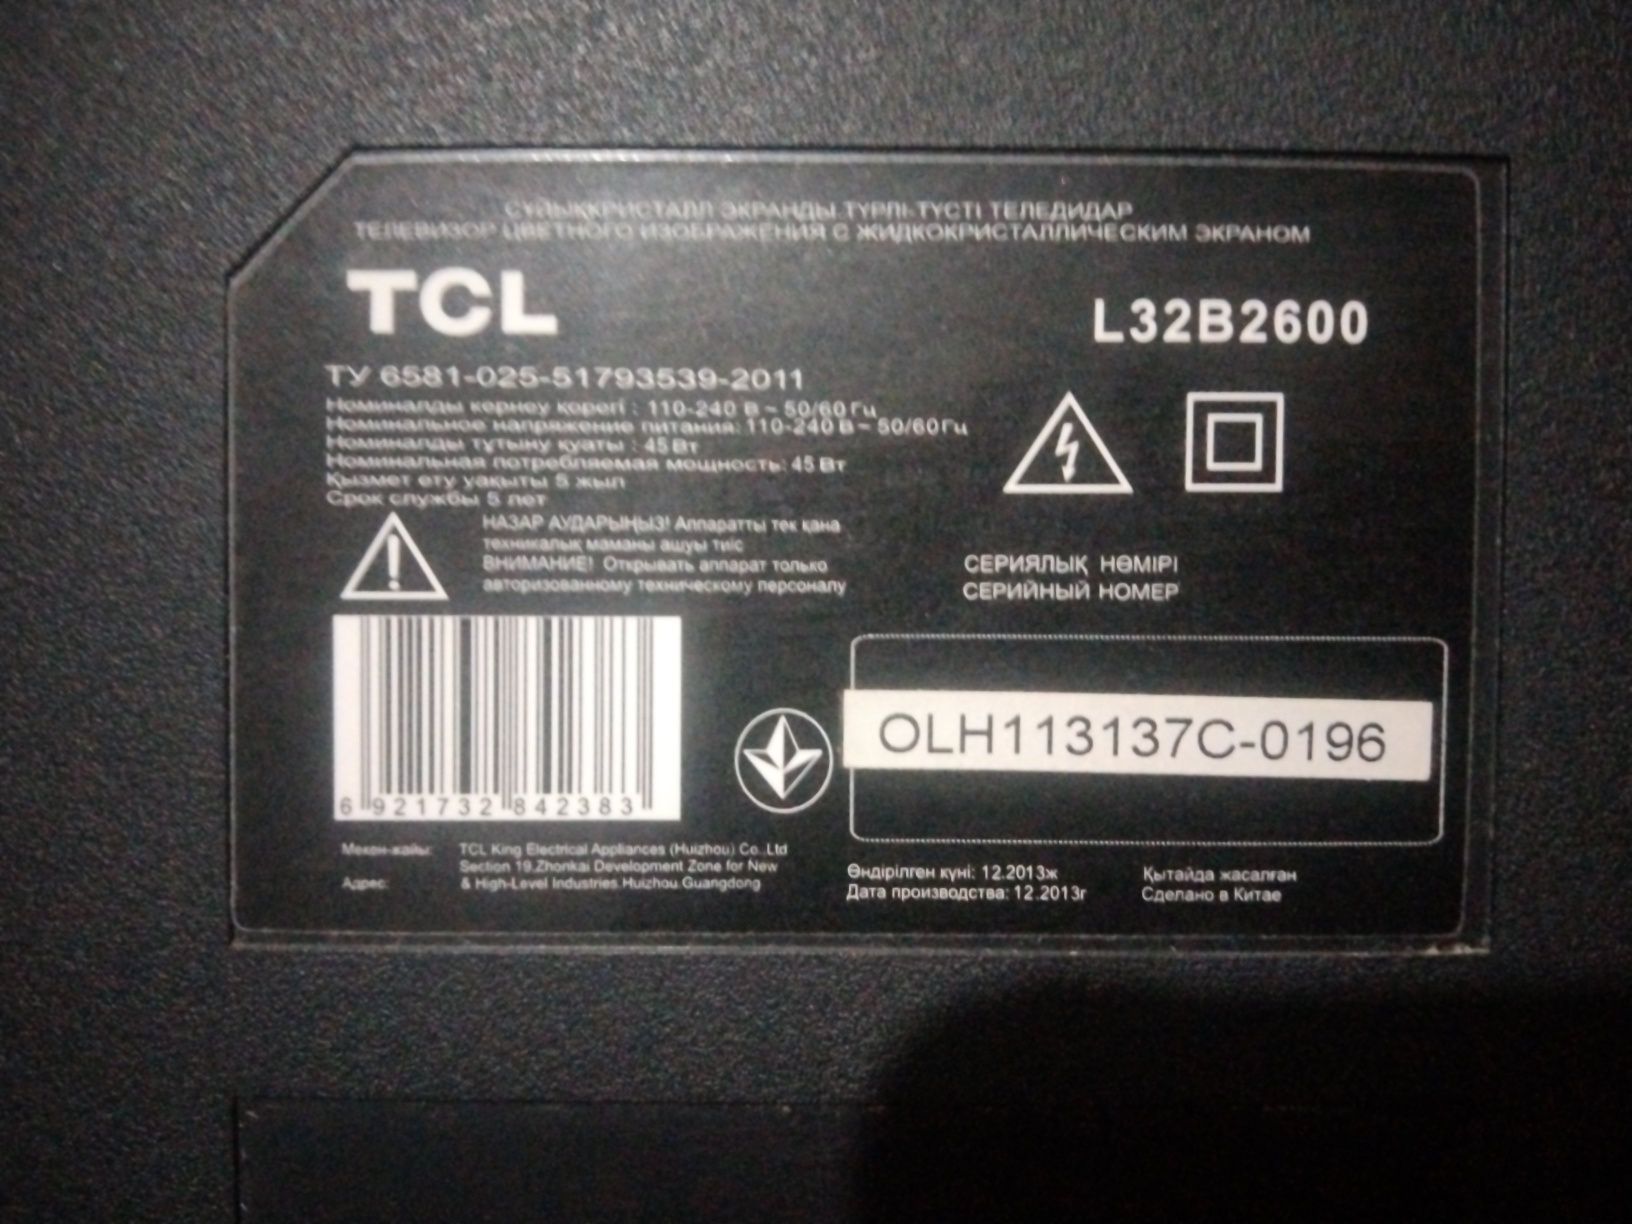 СҰЙЫҚКРИСТАЛЛ ЭКРАНДЫ ТҮРЛІ-ТҮСТІ ТЕЛЕДИДАР
ТЕЛЕВИЗОР ЦВЕТНОГО ИЗОБРАЖЕНИЯ С ЖИДКОКРИСТАЛЛИЧЕСКИМ ЭКРАНОМ
TCL
L32B2600
ТУ 6581-025-51793539-2011
Номиналды кернеу көрегі : 110-240 В ~ 50/60 Гц
Номинальное напряжение питания: 110-240 В ~ 50/60 Гц
Номиналды тұтыну қуаты : 45 Вт
Номинальная потребляемая мощность: 45 Вт
Қызмет ету уақыты 5 жыл
Срок службы 5 лет
НАЗАР АУДАРЫҢЫЗ! Аппаратты тек қана
техникалық маманы ашуы тиіс
ВНИМАНИЕ! Открывать аппарат только
авторизованному техническому персоналу
СЕРИЯЛЫҚ НӨМІРІ
СЕРИЙНЫЙ НОМЕР
OLH113137C-0196
6 921732 842383
Мекен-жайы: TCL King Electrical Appliances (Huizhou) Co.,Ltd
Section 19,Zhonkai Development Zone for New
Адрес: & High-Level Industries,Huizhou,Guangdong
Өндірілген күні: 12.2013ж
Дата производства: 12.2013г
Қытайда жасалған
Сделано в Китае